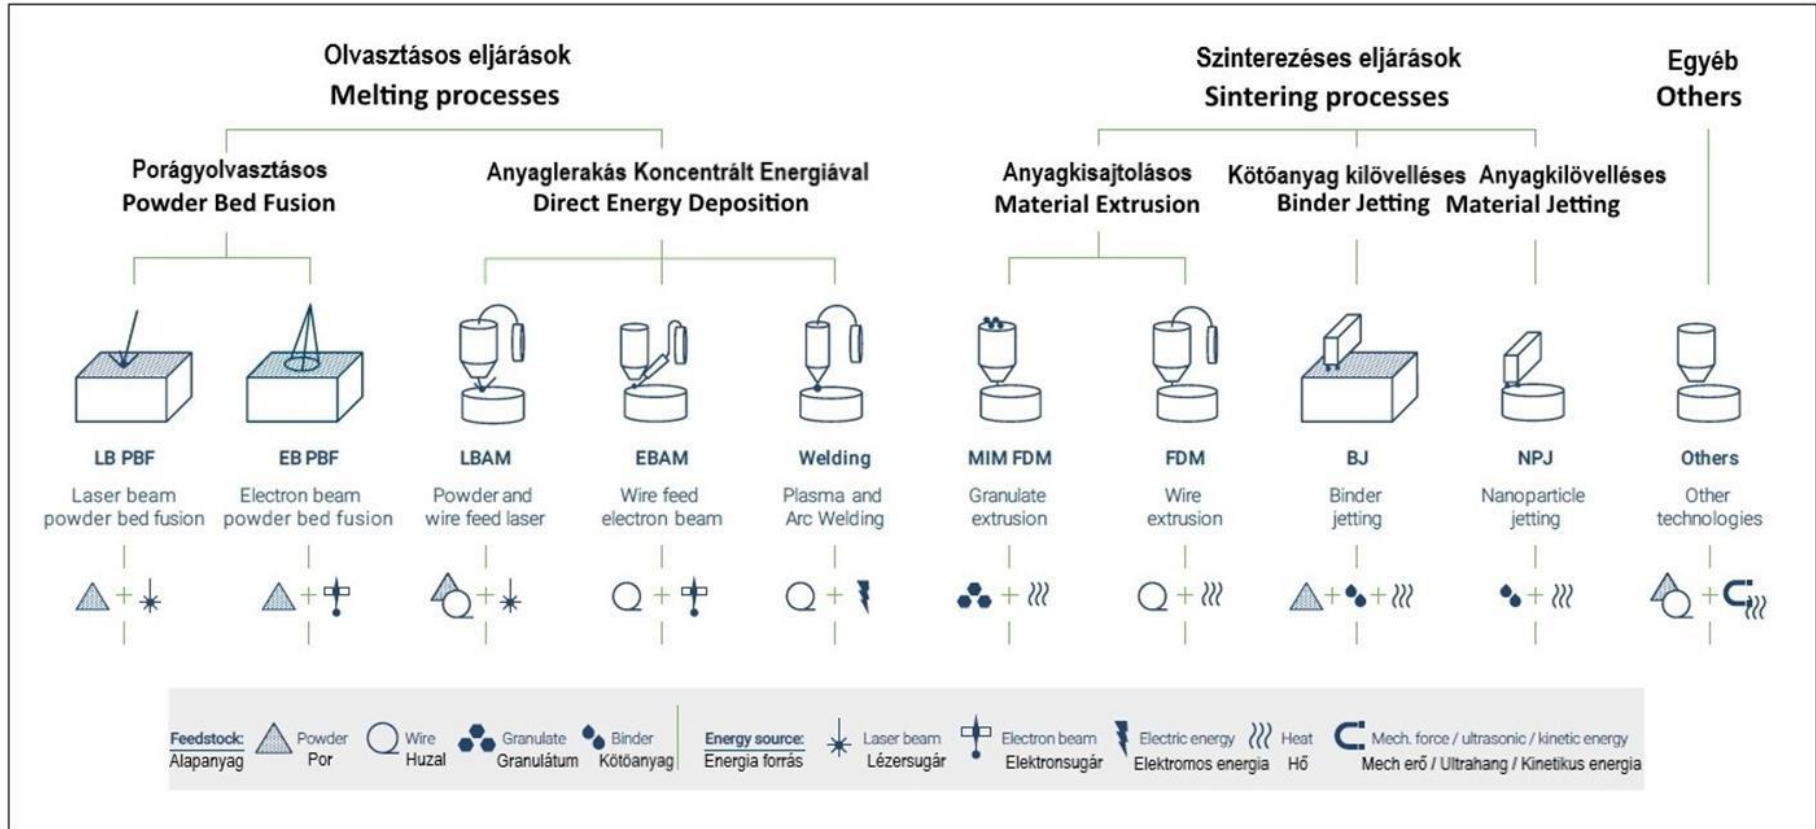 Olvasztásos eljárások
Melting processes
Szinterezéses eljárások
Sintering processes
Egyéb
Others
Porágyolvasztásos
Powder Bed Fusion
Anyaglerakás Koncentrált Energiával
Direct Energy Deposition
Anyagkisajtolásos
Material Extrusion
Kötőanyag kilövelléses
Binder Jetting
Anyagkilövelléses
Material Jetting
LB PBF
Laser beam
powder bed fusion
EB PBF
Electron beam
powder bed fusion
LBAM
Powder and
wire feed laser
EBAM
Wire feed
electron beam
Welding
Plasma and
Arc Welding
MIM FDM
Granulate
extrusion
FDM
Wire
extrusion
BJ
Binder
jetting
NPJ
Nanoparticle
jetting
Others
Other
technologies
Feedstock:
Alapanyag
Powder
Por
Wire
Huzal
Granulate
Granulátum
Binder
Kötőanyag
Energy source:
Energia forrás
Laser beam
Lézersugár
Electron beam
Elektronsugár
Electric energy
Elektromos energia
Heat
Hő
Mech. force / ultrasonic / kinetic energy
Mech erő / Ultrahang / Kinetikus energia